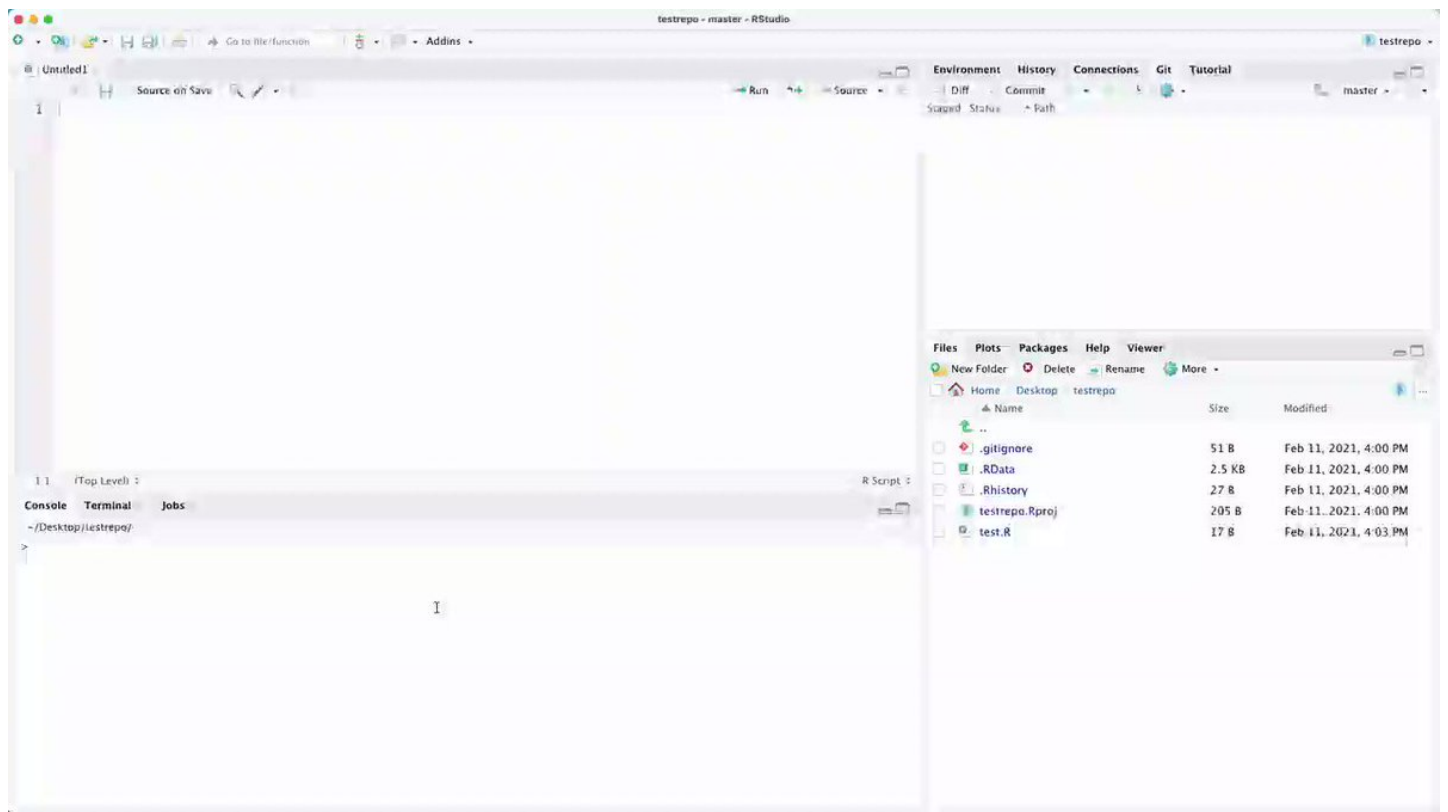 testrepo - master - RStudio
Go to file/function Addins
testrepo
Untitled1
Source on Save Run Source
1
1 1 (Top Level) R Script
Console Terminal Jobs
~/Desktop/testrepo/
>
Environment History Connections Git Tutorial
Diff Commit master
Staged Status Path
Files Plots Packages Help Viewer
New Folder Delete Rename More
Home Desktop testrepo ...
Name Size Modified
..
.gitignore 51 B Feb 11, 2021, 4:00 PM
.RData 2.5 KB Feb 11, 2021, 4:00 PM
.Rhistory 27 B Feb 11, 2021, 4:00 PM
testrepo.Rproj 205 B Feb 11, 2021, 4:00 PM
test.R 17 B Feb 11, 2021, 4:03 PM